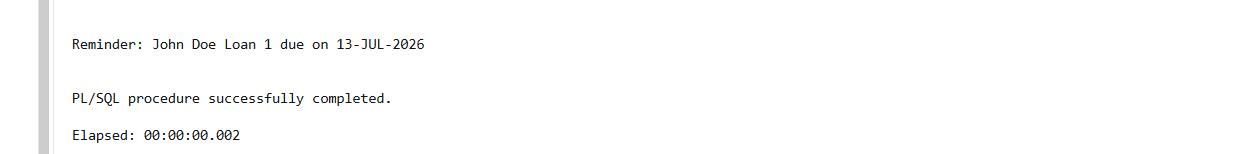 Reminder: John Doe Loan 1 due on 13-JUL-2026
PL/SQL procedure successfully completed.
Elapsed: 00:00:00.002